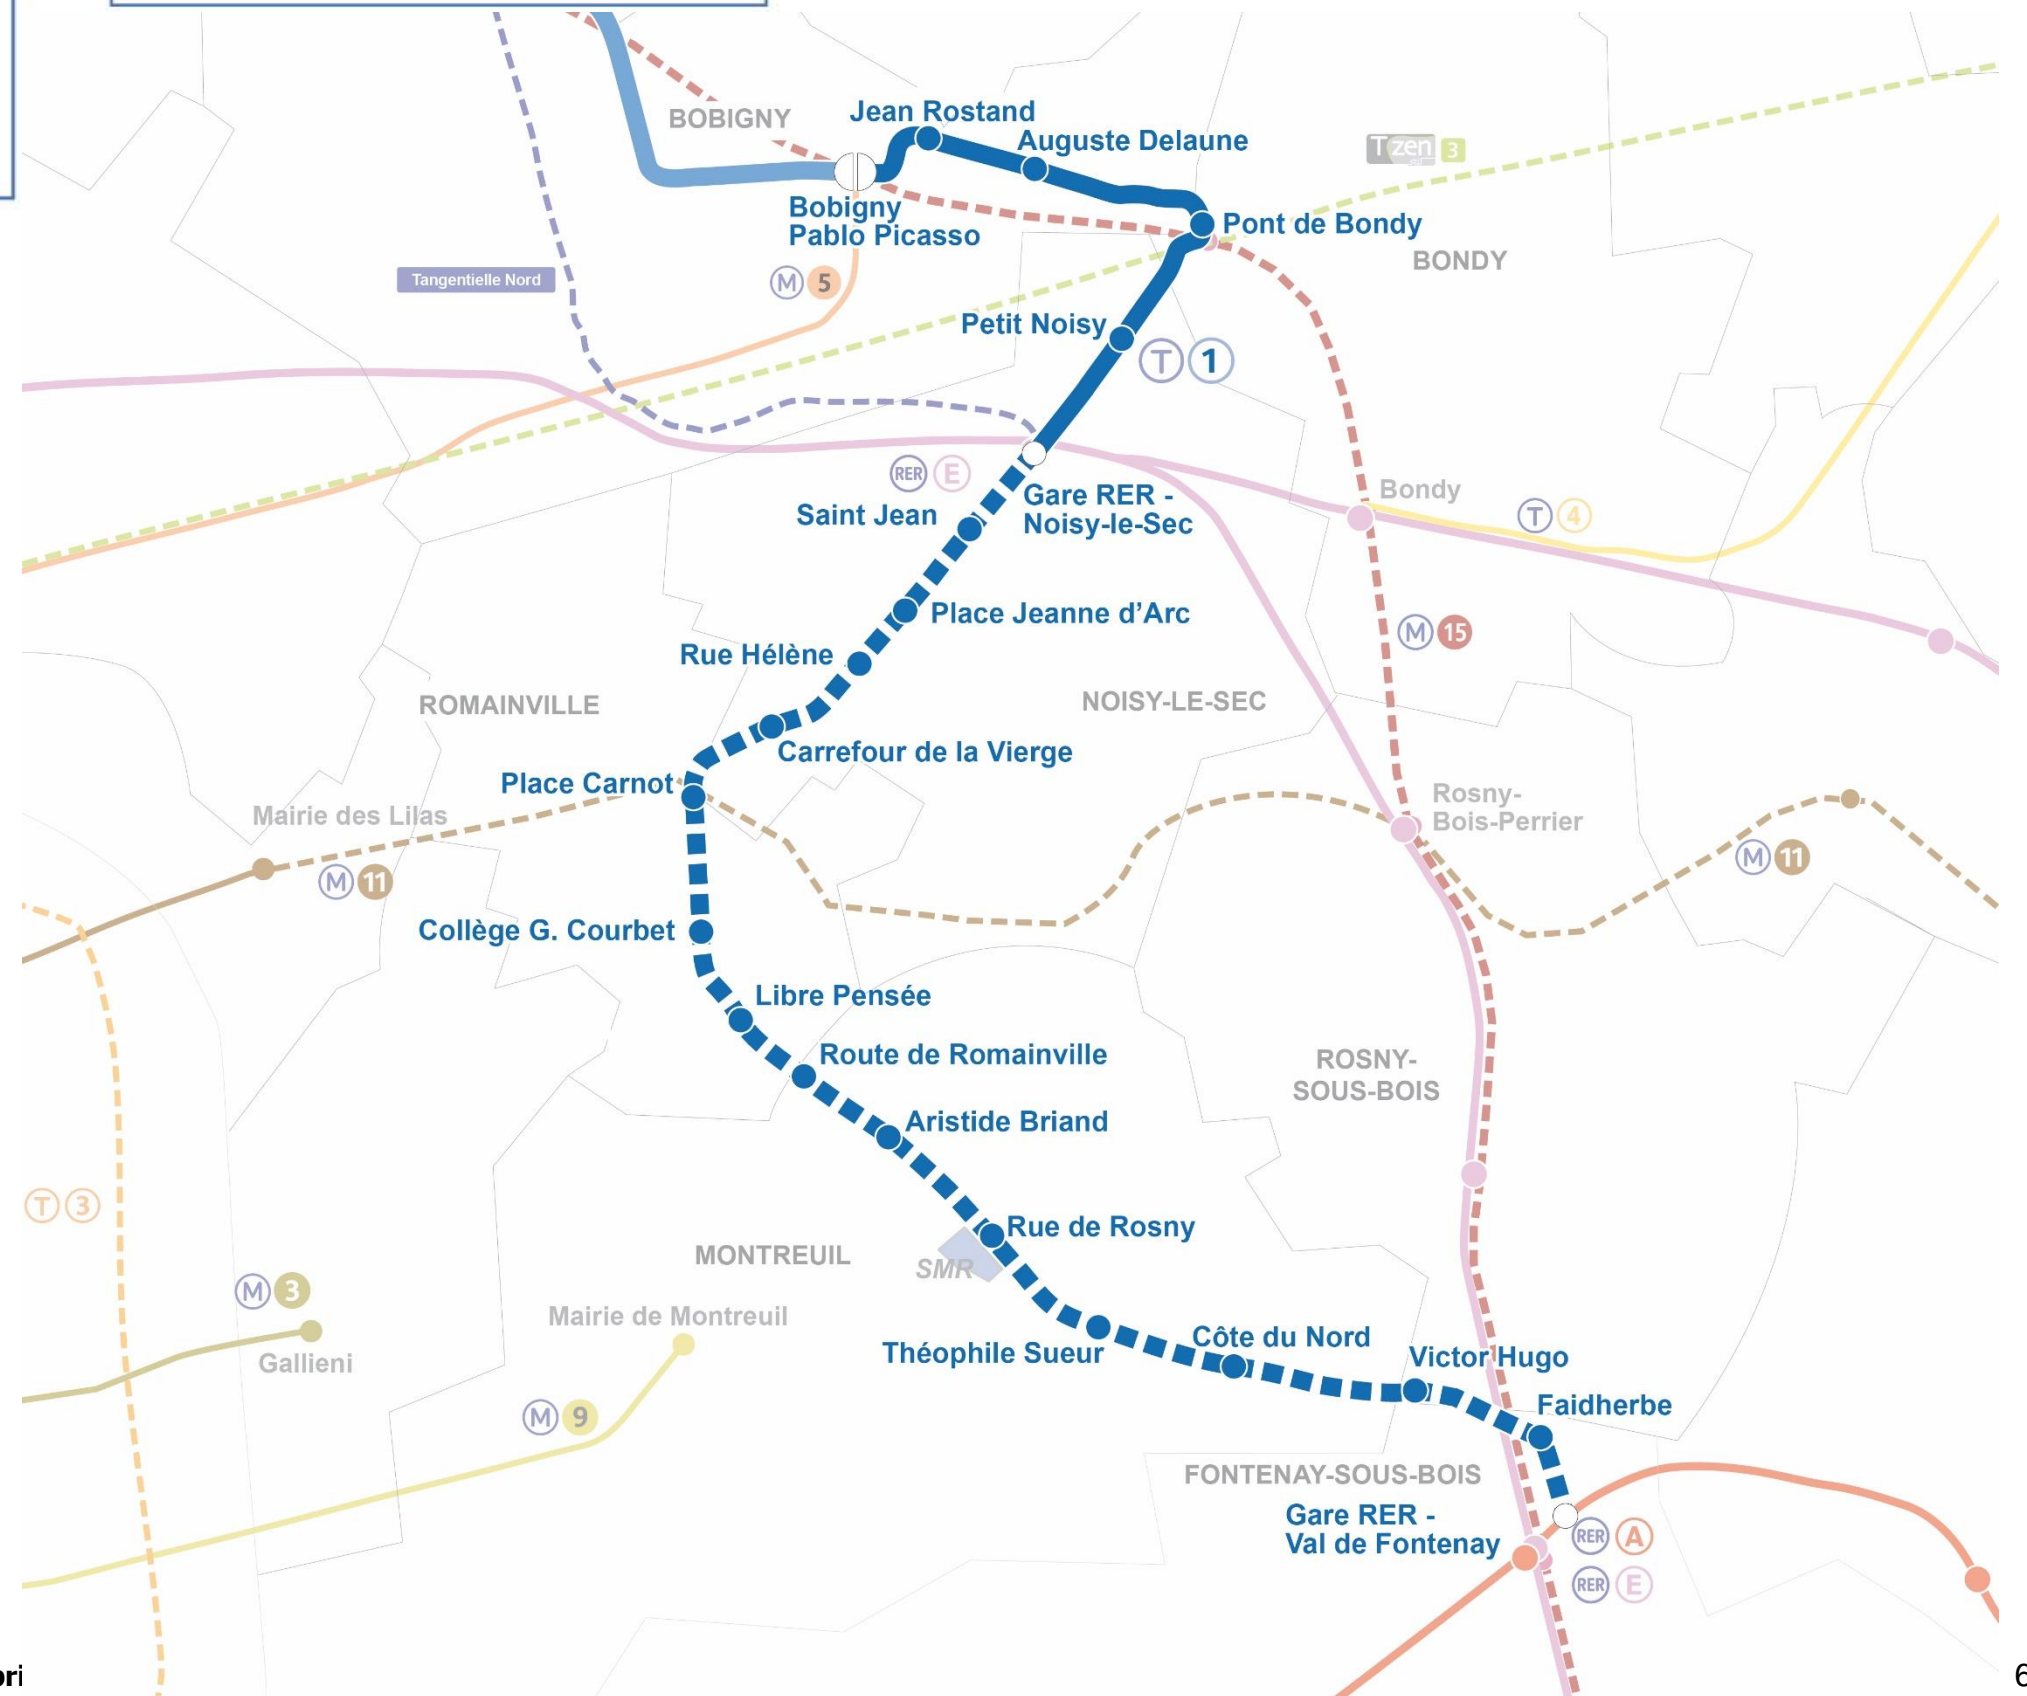 Jean Rostand
BOBIGNY
Auguste Delaune
Tzen 3
Bobigny
Pablo Picasso
Pont de Bondy
BONDY
Tangentielle Nord
M 5
Petit Noisy
T 1
RER E
Gare RER -
Noisy-le-Sec
Saint Jean
Bondy
T 4
Place Jeanne d’Arc
M 15
Rue Hélène
ROMAINVILLE
NOISY-LE-SEC
Carrefour de la Vierge
Place Carnot
Mairie des Lilas
M 11
Rosny-
Bois-Perrier
M 11
Collège G. Courbet
Libre Pensée
Route de Romainville
ROSNY-
SOUS-BOIS
Aristide Briand
T 3
Rue de Rosny
MONTREUIL
SMR
M 3
Mairie de Montreuil
Gallieni
Théophile Sueur
Côte du Nord
Victor Hugo
M 9
Faidherbe
FONTENAY-SOUS-BOIS
Gare RER -
Val de Fontenay
RER A
RER E
ori
6